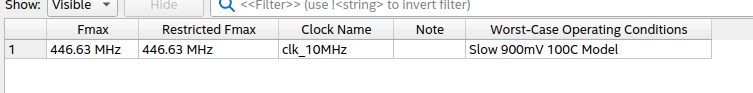 Show: Visible Hide <<Filter>> (use !<string> to invert filter)
Fmax Restricted Fmax Clock Name Note Worst-Case Operating Conditions
1 446.63 MHz 446.63 MHz clk_10MHz Slow 900mV 100C Model